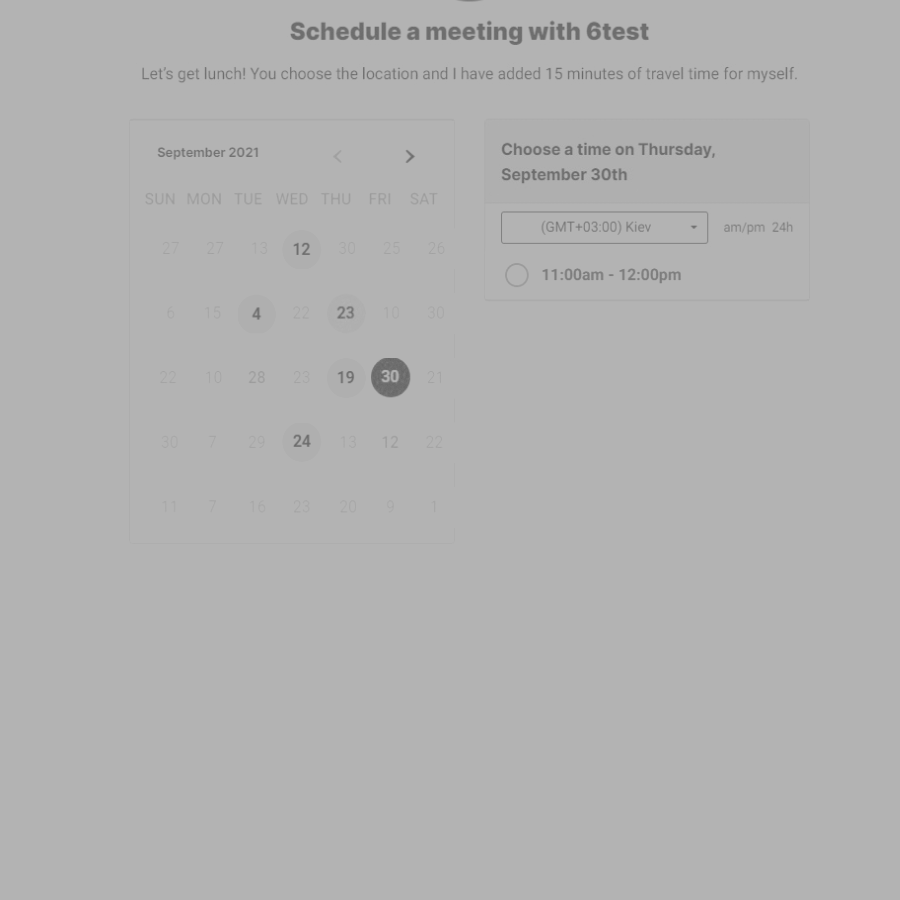 Schedule a meeting with 6test
Let's get lunch! You choose the location and I have added 15 minutes of travel time for myself.
September 2021
SUN MON TUE WED THU FRI SAT
27 27 13 12 30 25 26
6 15 4 22 23 10 30
22 10 28 23 19 30 21
30 7 29 24 13 12 22
11 7 16 23 20 9 1
Choose a time on Thursday,
September 30th
(GMT+03:00) Kiev am/pm 24h
11:00am - 12:00pm